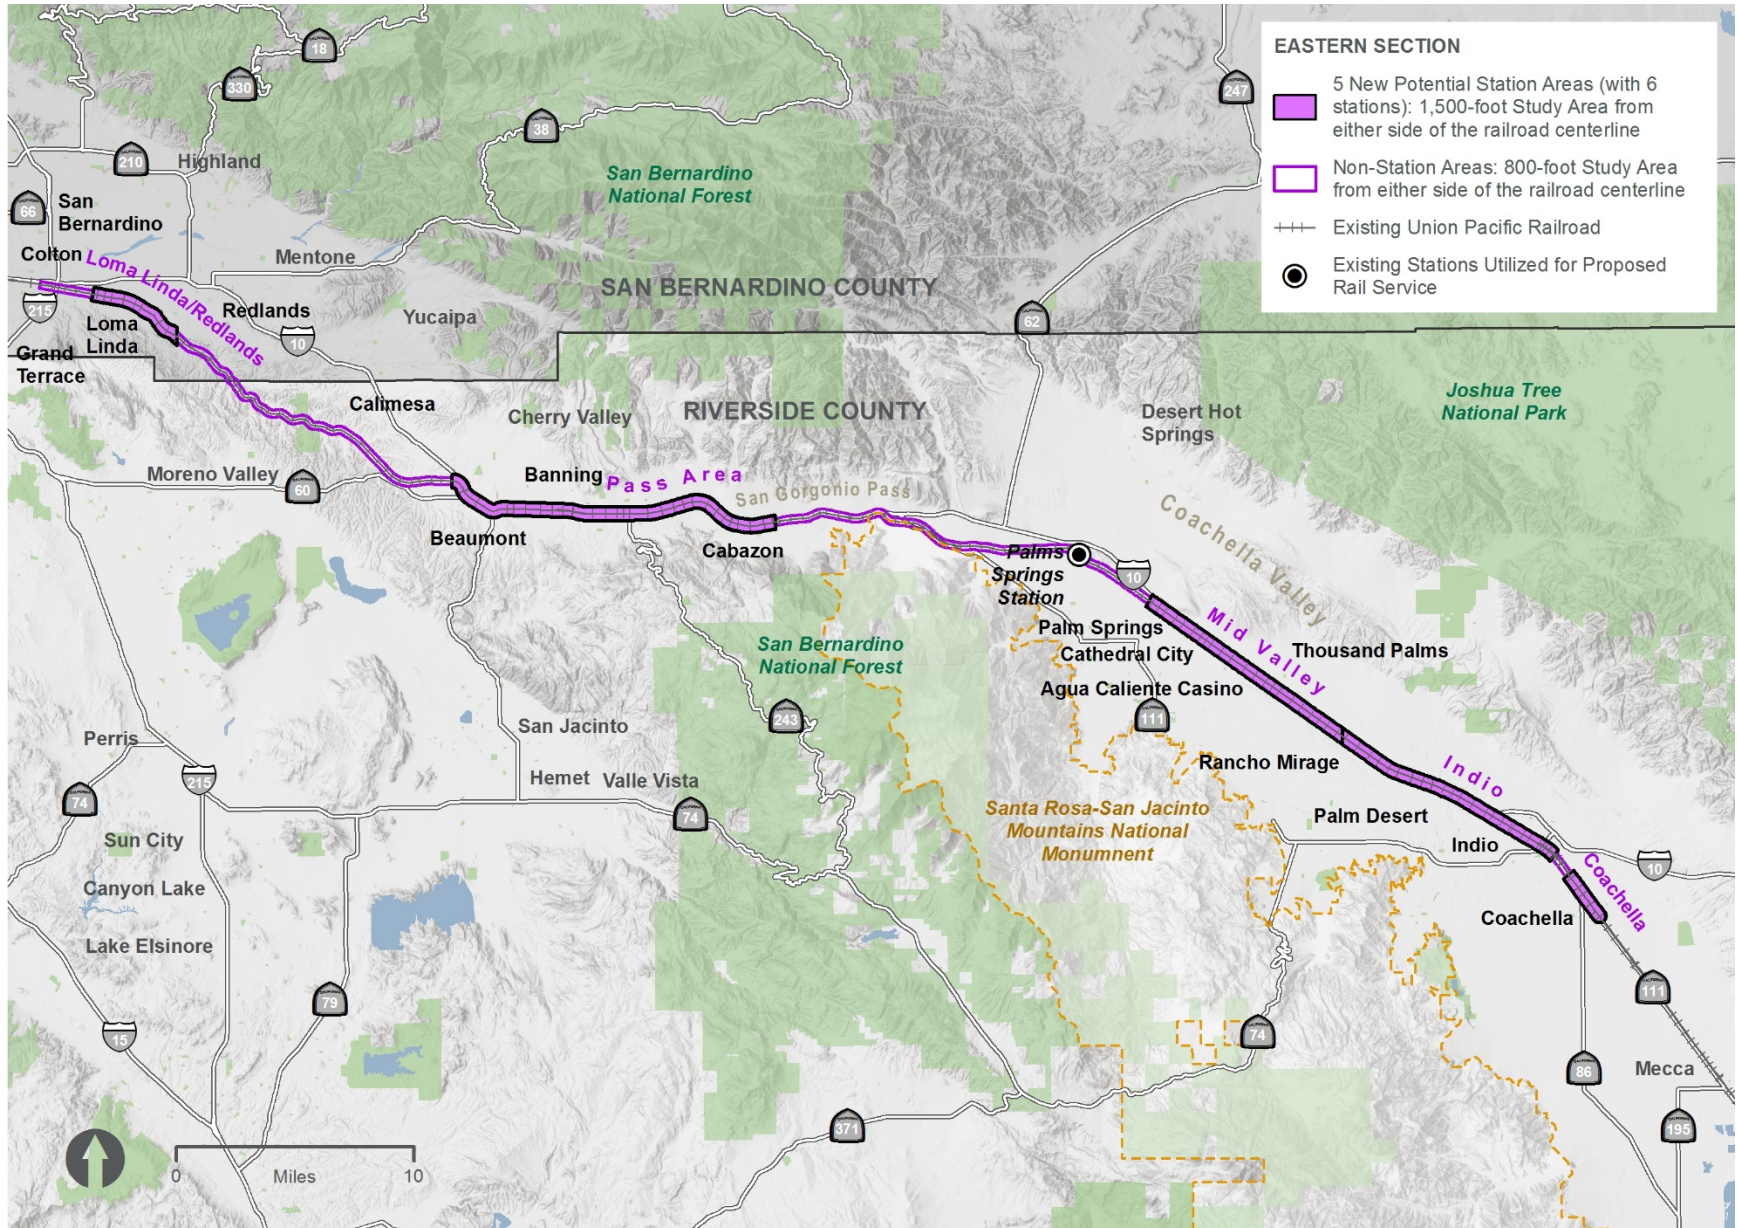 EASTERN SECTION
5 New Potential Station Areas (with 6
stations): 1,500-foot Study Area from
either side of the railroad centerline
Non-Station Areas: 800-foot Study Area
from either side of the railroad centerline
Existing Union Pacific Railroad
Existing Stations Utilized for Proposed
Rail Service
18
330
38
247
210
Highland
San Bernardino
National Forest
66
San
Bernardino
Colton
Loma Linda/Redlands
Mentone
SAN BERNARDINO COUNTY
215
Redlands
Yucaipa
62
Loma
Linda
10
Grand
Terrace
Calimesa
Cherry Valley
RIVERSIDE COUNTY
Desert Hot
Springs
Joshua Tree
National Park
Moreno Valley
60
Banning
Pass Area
San Gorgonio Pass
Coachella Valley
Beaumont
Cabazon
Palms
Springs
Station
10
Palm Springs
Mid Valley
Cathedral City
Thousand Palms
San Bernardino
National Forest
Agua Caliente Casino
243
111
San Jacinto
Perris
Rancho Mirage
Indio
215
Hemet
Valle Vista
74
74
Santa Rosa-San Jacinto
Mountains National
Monumnent
Palm Desert
Sun City
Indio
10
Coachella
Canyon Lake
Coachella
Lake Elsinore
111
79
15
74
86
Mecca
371
195
0
Miles
10